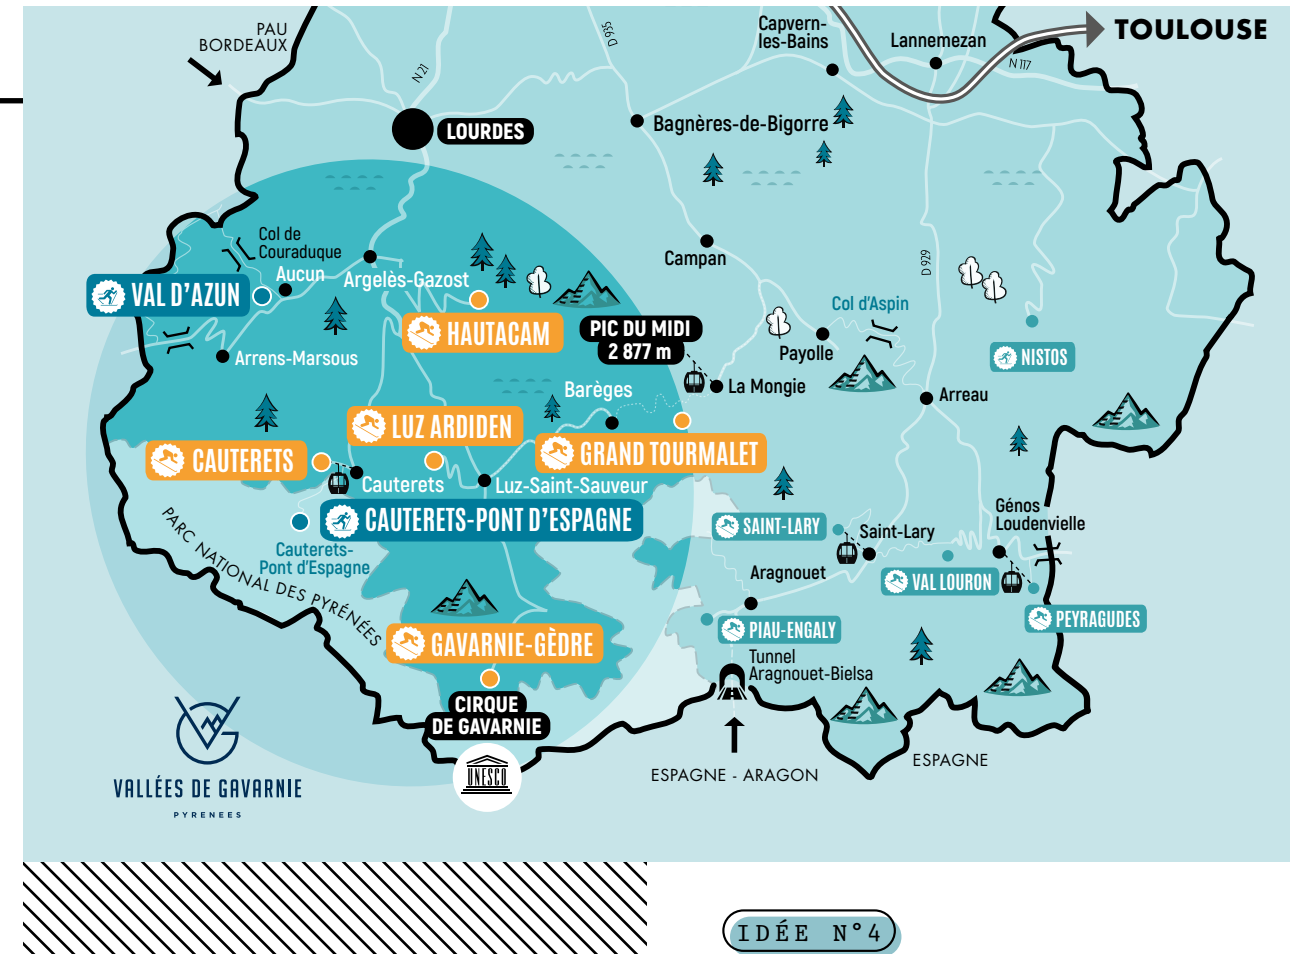 PAU
BORDEAUX
N 21
D 935
Capvern-
les-Bains
Lannemezan
TOULOUSE
N 117
LOURDES
Bagnères-de-Bigorre
Col de
Couraduque
Aucun
Argelès-Gazost
Campan
D 929
VAL D'AZUN
HAUTACAM
PIC DU MIDI
2 877 m
Col d'Aspin
Payolle
NISTOS
Arrens-Marsous
La Mongie
Barèges
Arreau
LUZ ARDIDEN
GRAND TOURMALET
CAUTERETS
Cauterets
Luz-Saint-Sauveur
CAUTERETS-PONT D'ESPAGNE
Cauterets-
Pont d'Espagne
PARC NATIONAL DES PYRÉNÉES
SAINT-LARY
Saint-Lary
Génos
Loudenvielle
Aragnouet
VAL LOURON
PEYRAGUDES
PIAU-ENGALY
GAVARNIE-GÈDRE
Tunnel
Aragnouet-Bielsa
CIRQUE
DE GAVARNIE
UNESCO
ESPAGNE - ARAGON
ESPAGNE
VALLÉES DE GAVARNIE
PYRENEES
IDÉE N°4